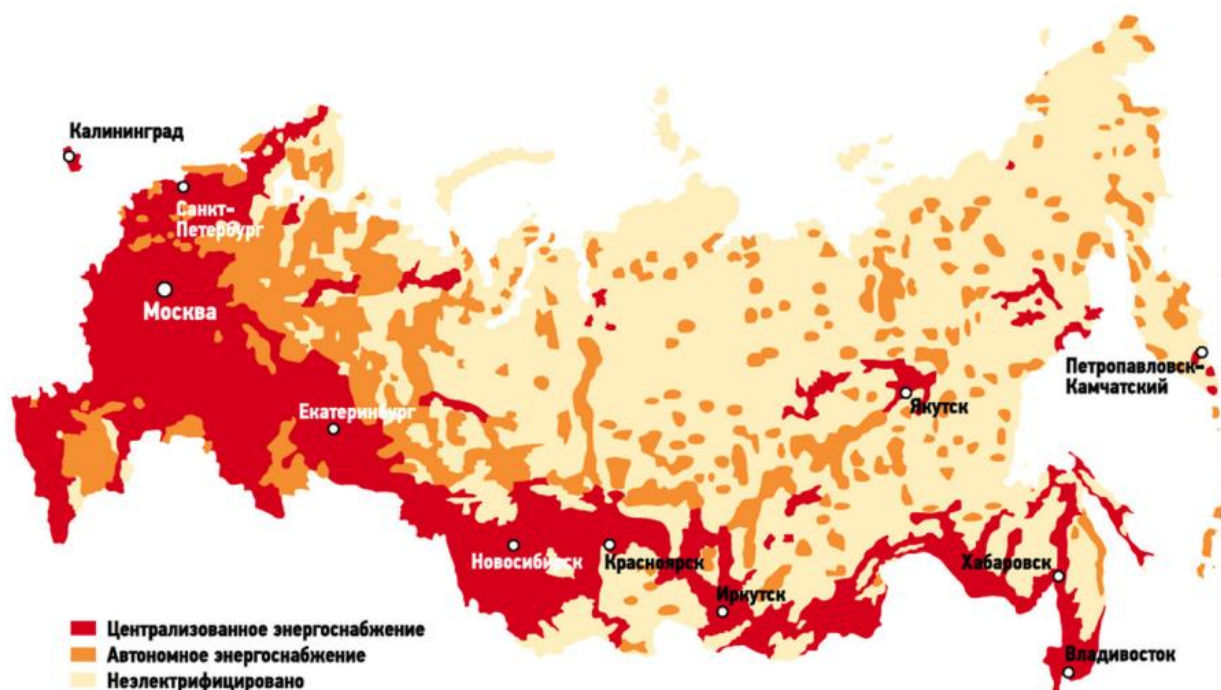 Калининград
Санкт-
Петербург
Москва
Петропавловск-
Камчатский
Якутск
Екатеринбург
Новосибирск
Красноярск
Хабаровск
Иркутск
Владивосток
Централизованное энергоснабжение
Автономное энергоснабжение
Неэлектрифицировано